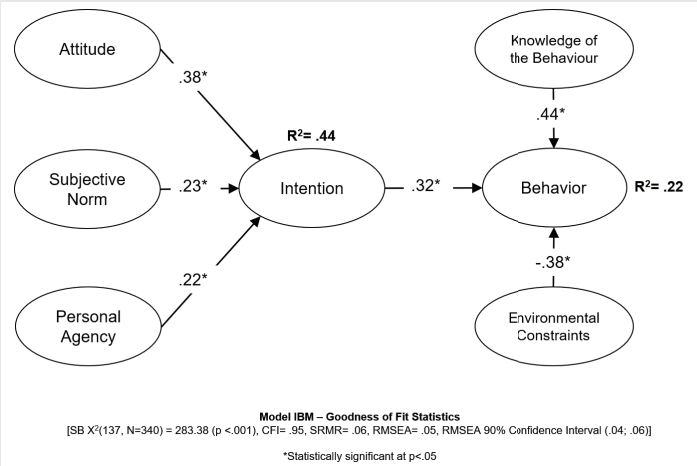 Attitude
Knowledge of
the Behaviour
.38*
.44*
R²= .44
Subjective
Norm
.23*
Intention
.32*
Behavior
R²= .22
.22*
-.38*
Personal
Agency
Environmental
Constraints
Model IBM – Goodness of Fit Statistics
[SB X²(137, N=340) = 283.38 (p <.001), CFI= .95, SRMR= .06, RMSEA= .05, RMSEA 90% Confidence Interval (.04; .06)]
*Statistically significant at p<.05